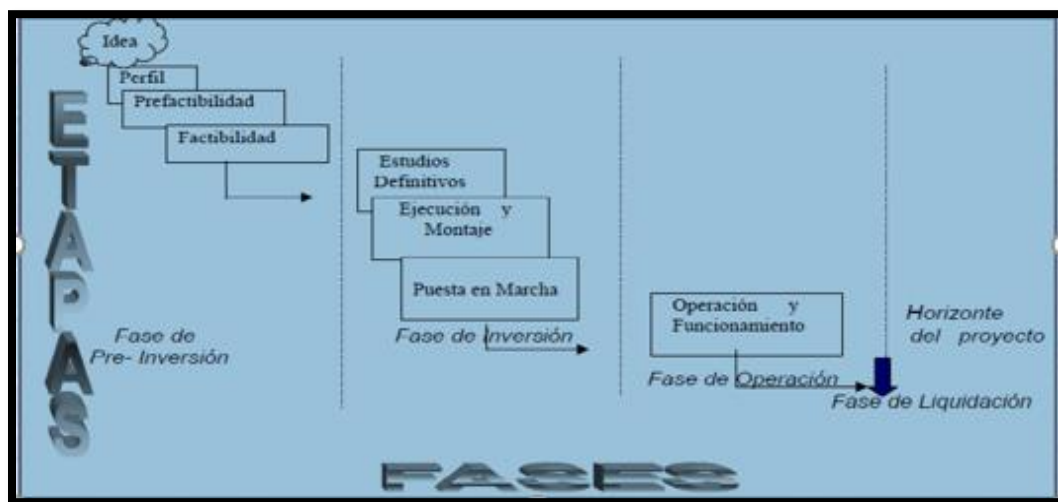 Idea
Perfil
Prefactibilidad
Factibilidad
ETAPAS
Fase de
Pre- Inversión
Estudios
Definitivos
Ejecución y
Montaje
Puesta en Marcha
Fase de Inversión
Operación y
Funcionamiento
Fase de Operación
Horizonte
del proyecto
Fase de Liquidación
FASES